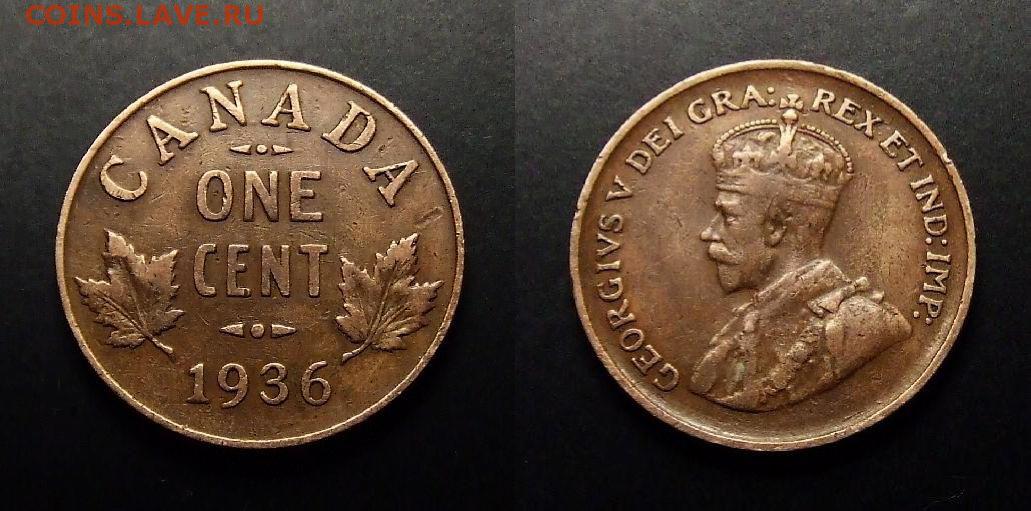 COINS.LAVE.RU
CANADA
ONE
CENT
1936
GEORGIVS V DEI GRA: REX ET IND: IMP: